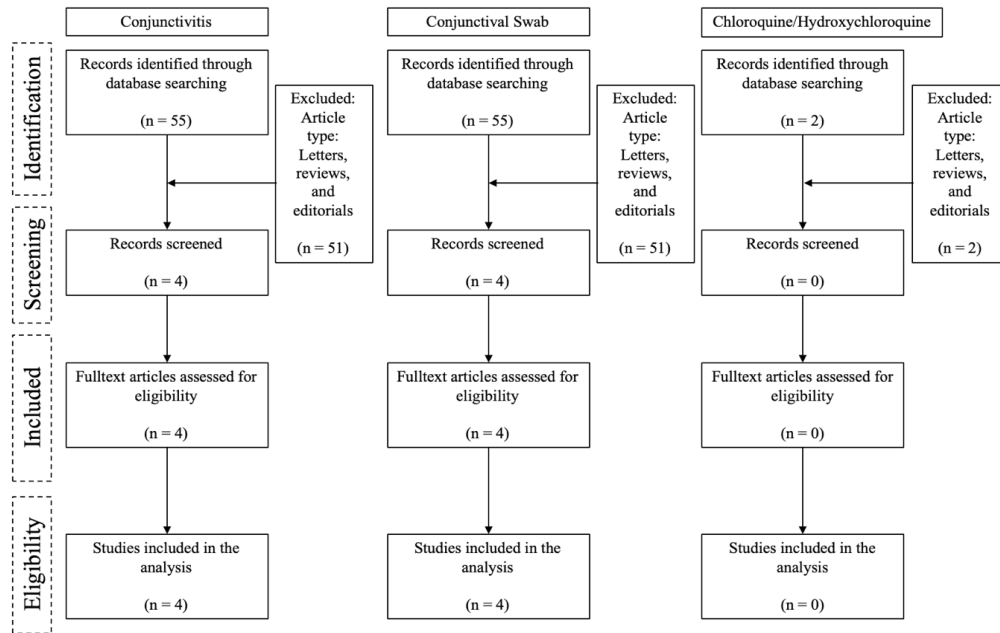 Conjunctivitis
Conjunctival Swab
Chloroquine/Hydroxychloroquine
Identification
Records identified through
database searching
(n = 55)
Excluded:
Article
type:
Letters,
reviews,
and
editorials
(n = 51)
Records identified through
database searching
(n = 55)
Excluded:
Article
type:
Letters,
reviews,
and
editorials
(n = 51)
Records identified through
database searching
(n = 2)
Excluded:
Article
type:
Letters,
reviews,
and
editorials
(n = 2)
Screening
Records screened
(n = 4)
Records screened
(n = 4)
Records screened
(n = 0)
Included
Fulltext articles assessed for
eligibility
(n = 4)
Fulltext articles assessed for
eligibility
(n = 4)
Fulltext articles assessed for
eligibility
(n = 0)
Eligibility
Studies included in the
analysis
(n = 4)
Studies included in the
analysis
(n = 4)
Studies included in the
analysis
(n = 0)